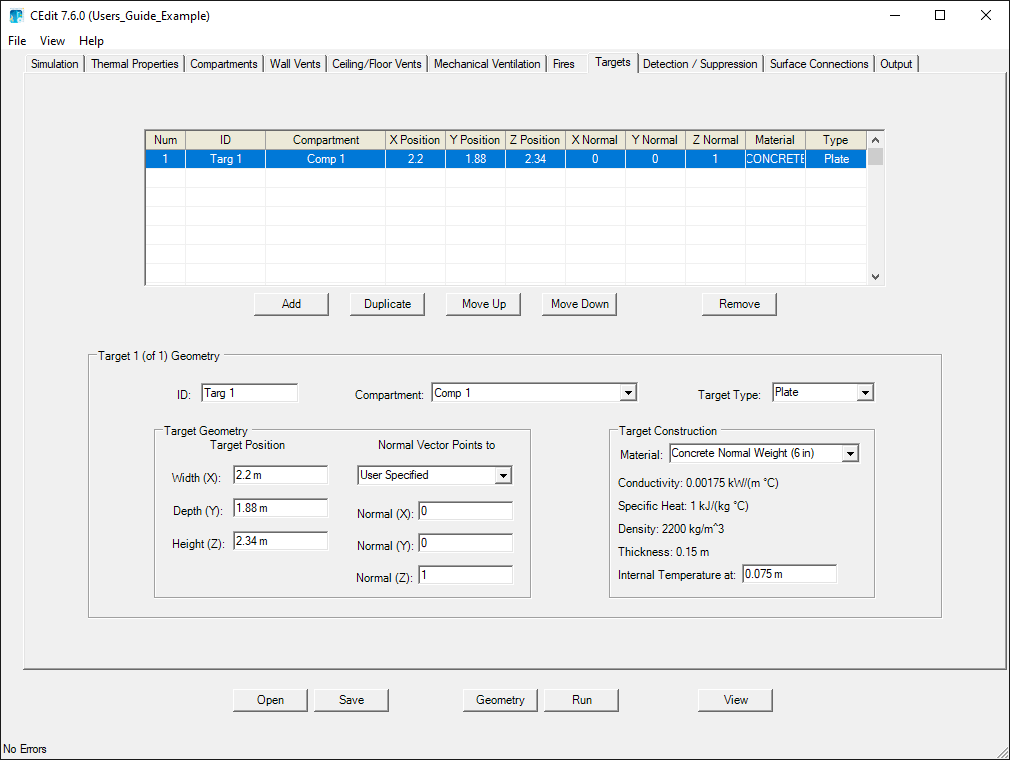 CEdit 7.6.0 (Users_Guide_Example)
File View Help
Simulation Thermal Properties Compartments Wall Vents Ceiling/Floor Vents Mechanical Ventilation Fires Targets Detection / Suppression Surface Connections Output
Num ID Compartment X Position Y Position Z Position X Normal Y Normal Z Normal Material Type
1 Targ 1 Comp 1 2.2 1.88 2.34 0 0 1 CONCRETE Plate
Add Duplicate Move Up Move Down Remove
Target 1 (of 1) Geometry
ID: Targ 1 Compartment: Comp 1 Target Type: Plate
Target Geometry
Target Position Normal Vector Points to
Width (X): 2.2 m User Specified
Depth (Y): 1.88 m Normal (X): 0
Height (Z): 2.34 m Normal (Y): 0
Normal (Z): 1
Target Construction
Material: Concrete Normal Weight (6 in)
Conductivity: 0.00175 kW/(m °C)
Specific Heat: 1 kJ/(kg °C)
Density: 2200 kg/m^3
Thickness: 0.15 m
Internal Temperature at: 0.075 m
Open Save Geometry Run View
No Errors